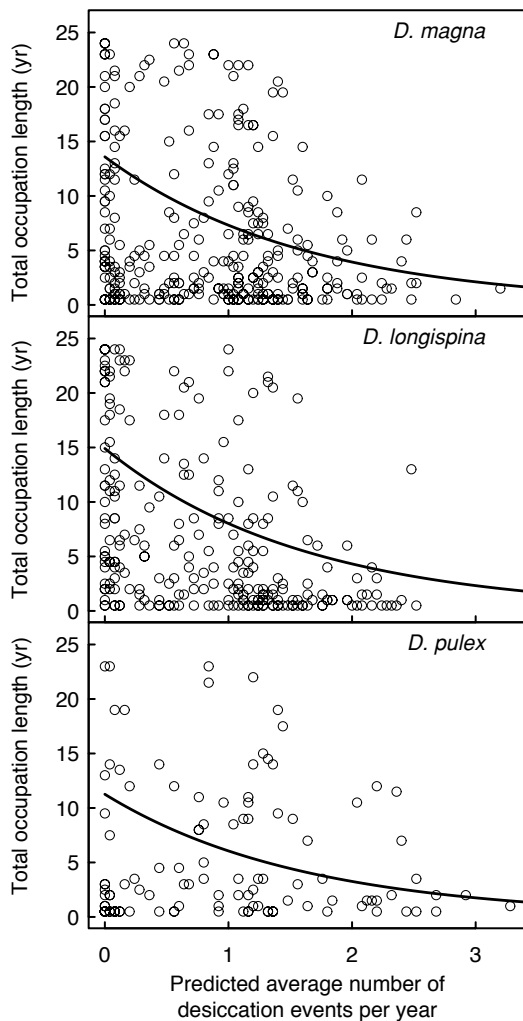 D. magna
Total occupation length (yr)
25
20
15
10
5
0
D. longispina
Total occupation length (yr)
25
20
15
10
5
0
D. pulex
Total occupation length (yr)
25
20
15
10
5
0
0 1 2 3
Predicted average number of
desiccation events per year